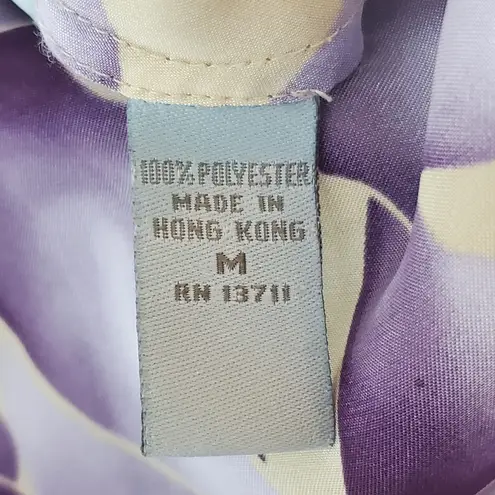 100% POLYESTER
MADE IN
HONG KONG
M
RN 13711